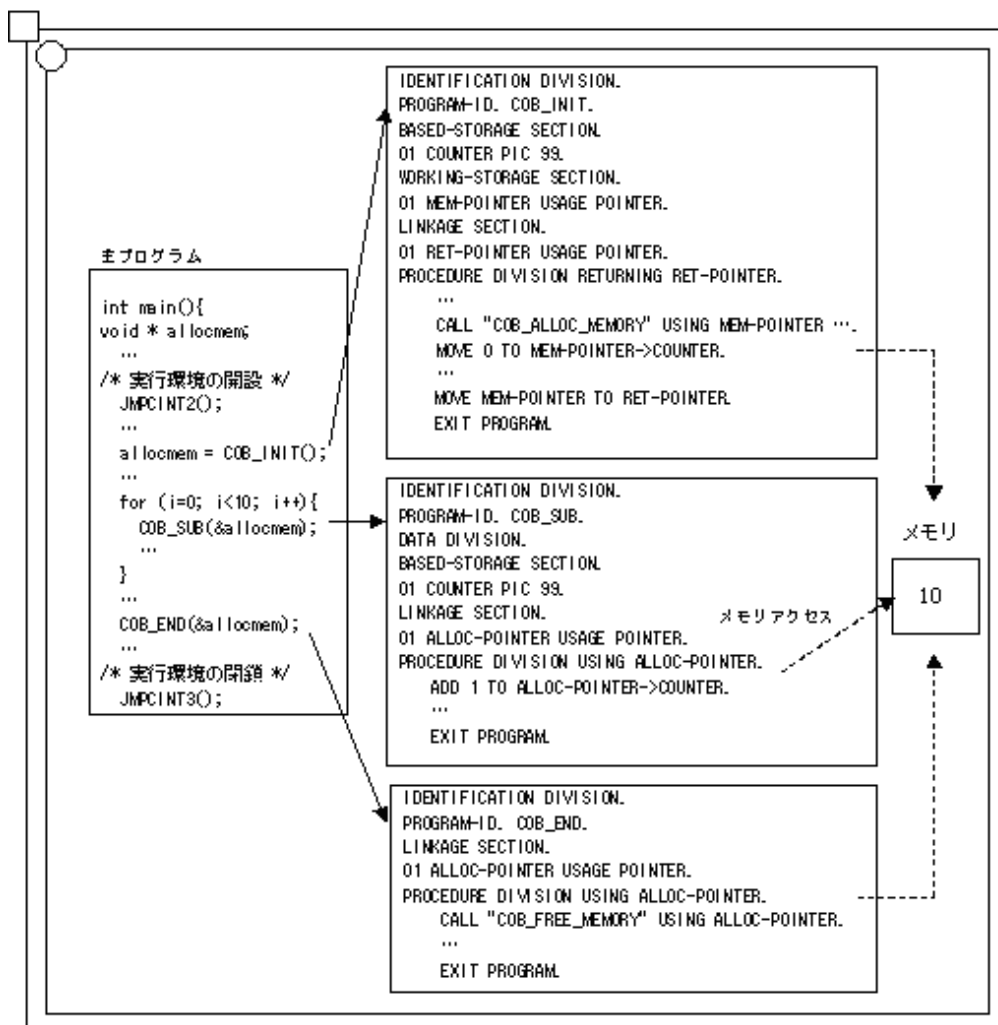 主プログラム
int main(){
void * allocmem;
…
/* 実行環境の開設 */
JMPCINT2();
…
allocmem = COB_INIT();
…
for (i=0; i<10; i++){
COB_SUB(&allocmem);
…
}
…
COB_END(&allocmem);
…
/* 実行環境の閉鎖 */
JMPCINT3();
IDENTIFICATION DIVISION.
PROGRAM-ID. COB_INIT.
BASED-STORAGE SECTION.
01 COUNTER PIC 99.
WORKING-STORAGE SECTION.
01 MEM-POINTER USAGE POINTER.
LINKAGE SECTION.
01 RET-POINTER USAGE POINTER.
PROCEDURE DIVISION RETURNING RET-POINTER.
…
CALL "COB_ALLOC_MEMORY" USING MEM-POINTER ….
MOVE 0 TO MEM-POINTER->COUNTER.
…
MOVE MEM-POINTER TO RET-POINTER.
EXIT PROGRAM.
IDENTIFICATION DIVISION.
PROGRAM-ID. COB_SUB.
DATA DIVISION.
BASED-STORAGE SECTION.
01 COUNTER PIC 99.
LINKAGE SECTION.
01 ALLOC-POINTER USAGE POINTER.
PROCEDURE DIVISION USING ALLOC-POINTER.
ADD 1 TO ALLOC-POINTER->COUNTER.
…
EXIT PROGRAM.
メモリアクセス
メモリ
10
IDENTIFICATION DIVISION.
PROGRAM-ID. COB_END.
LINKAGE SECTION.
01 ALLOC-POINTER USAGE POINTER.
PROCEDURE DIVISION USING ALLOC-POINTER.
CALL "COB_FREE_MEMORY" USING ALLOC-POINTER.
…
EXIT PROGRAM.